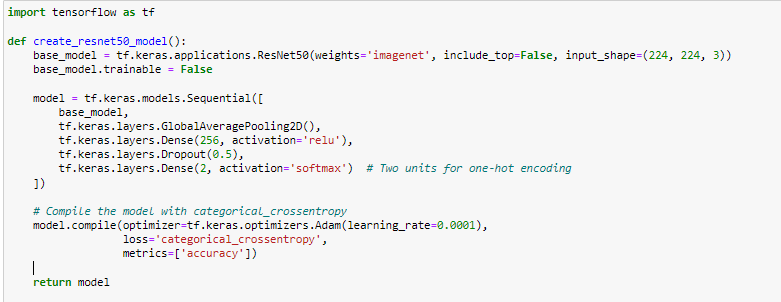 import tensorflow as tf
def create_resnet50_model():
    base_model = tf.keras.applications.ResNet50(weights='imagenet', include_top=False, input_shape=(224, 224, 3))
    base_model.trainable = False
    model = tf.keras.models.Sequential([
        base_model,
        tf.keras.layers.GlobalAveragePooling2D(),
        tf.keras.layers.Dense(256, activation='relu'),
        tf.keras.layers.Dropout(0.5),
        tf.keras.layers.Dense(2, activation='softmax')  # Two units for one-hot encoding
    ])
    # Compile the model with categorical_crossentropy
    model.compile(optimizer=tf.keras.optimizers.Adam(learning_rate=0.0001),
                  loss='categorical_crossentropy',
                  metrics=['accuracy'])
    return model